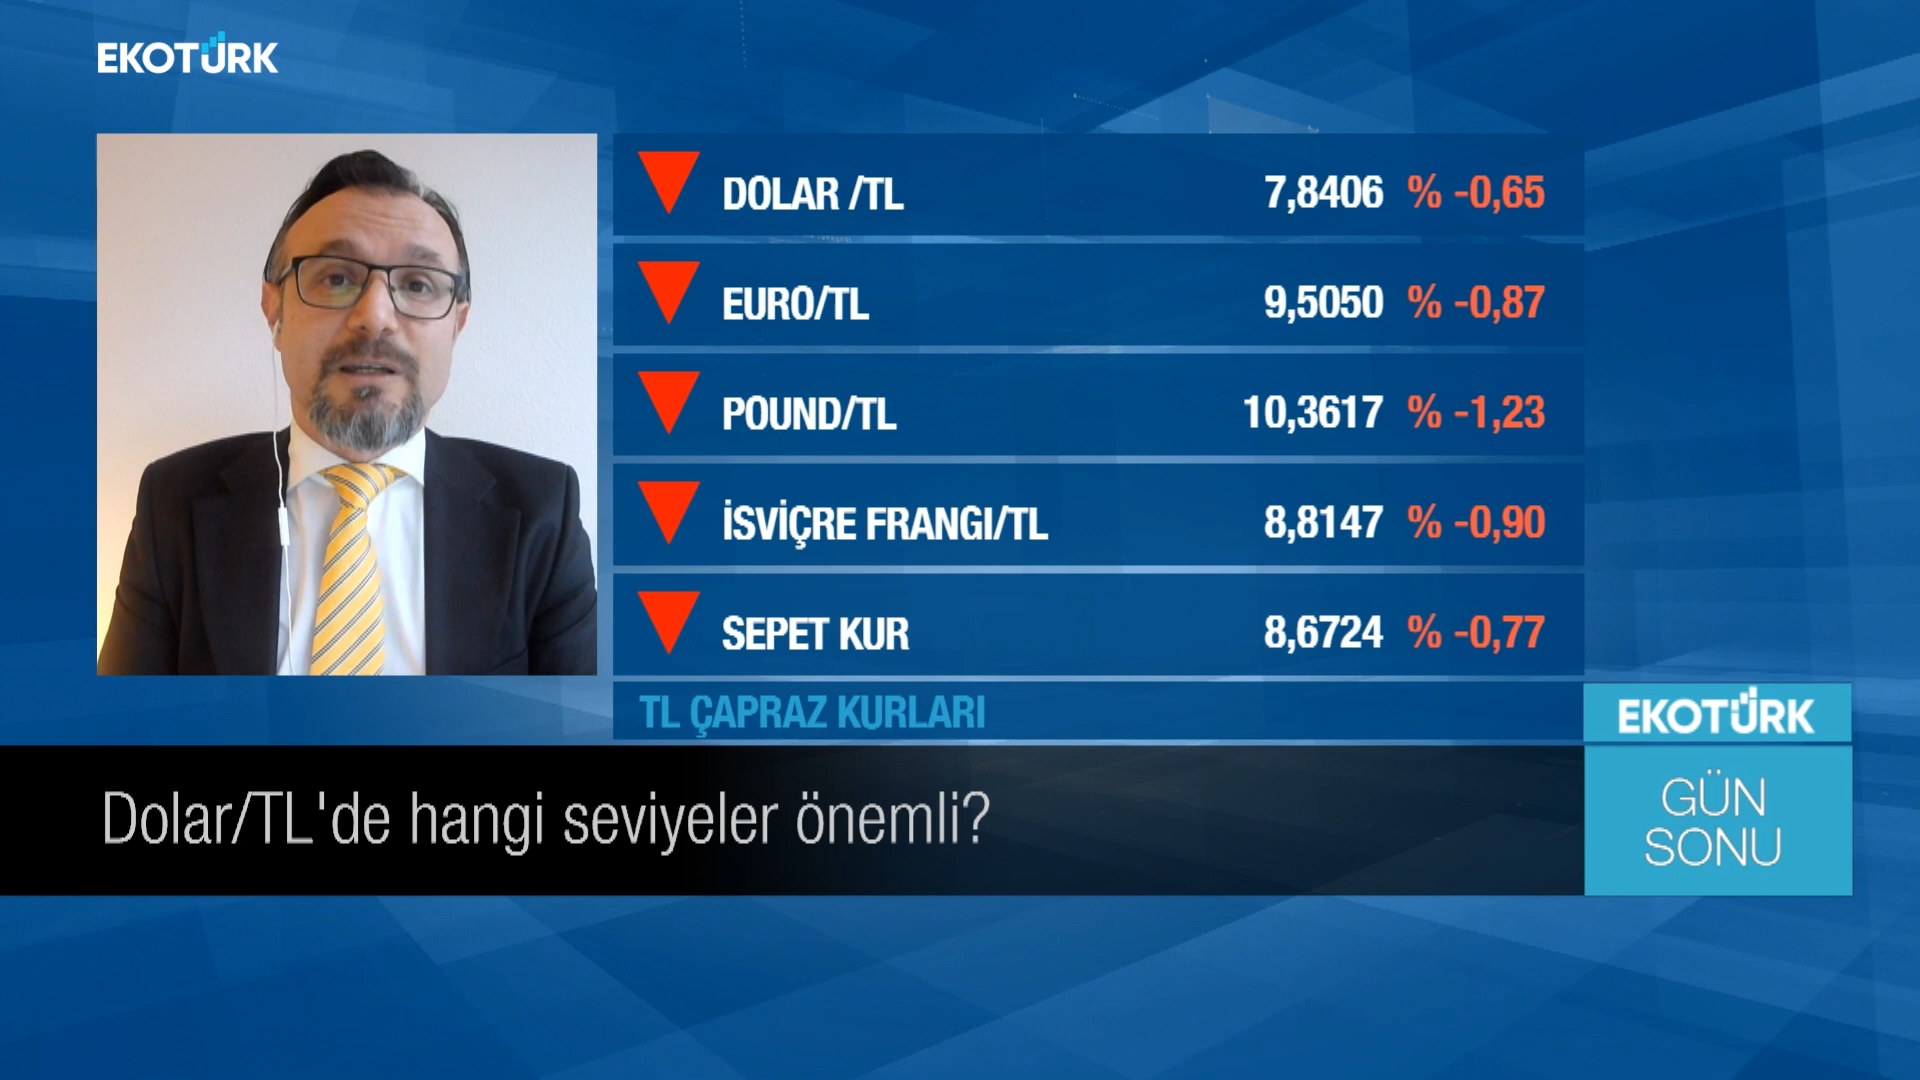 EKOTÜRK
DOLAR /TL 7,8406 % -0,65
EURO/TL 9,5050 % -0,87
POUND/TL 10,3617 % -1,23
İSVİÇRE FRANGI/TL 8,8147 % -0,90
SEPET KUR 8,6724 % -0,77
TL ÇAPRAZ KURLARI
EKOTÜRK
Dolar/TL'de hangi seviyeler önemli?
GÜN
SONU